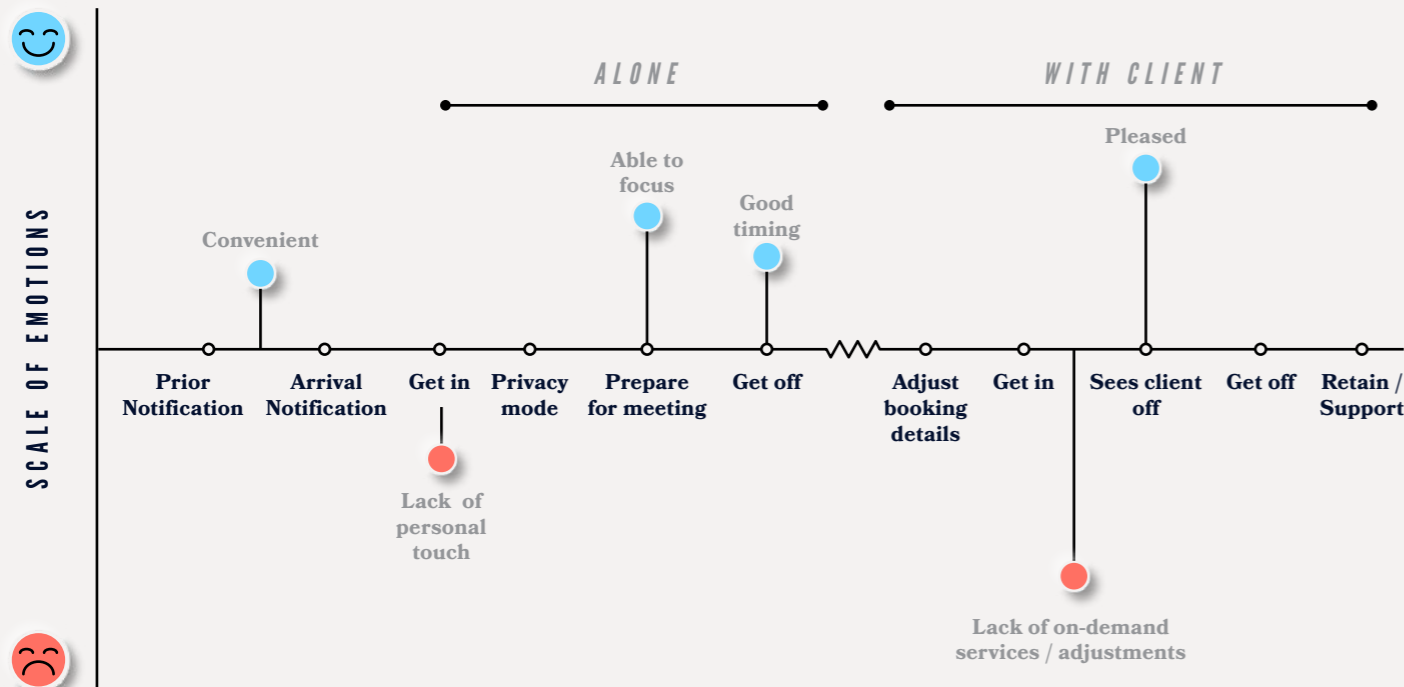 SCALE OF EMOTIONS
ALONE
WITH CLIENT
Convenient
Able to
focus
Good
timing
Pleased
Prior
Notification
Arrival
Notification
Get in
Privacy
mode
Prepare
for meeting
Get off
Adjust
booking
details
Get in
Sees client
off
Get off
Retain /
Support
Lack of
personal
touch
Lack of on-demand
services / adjustments